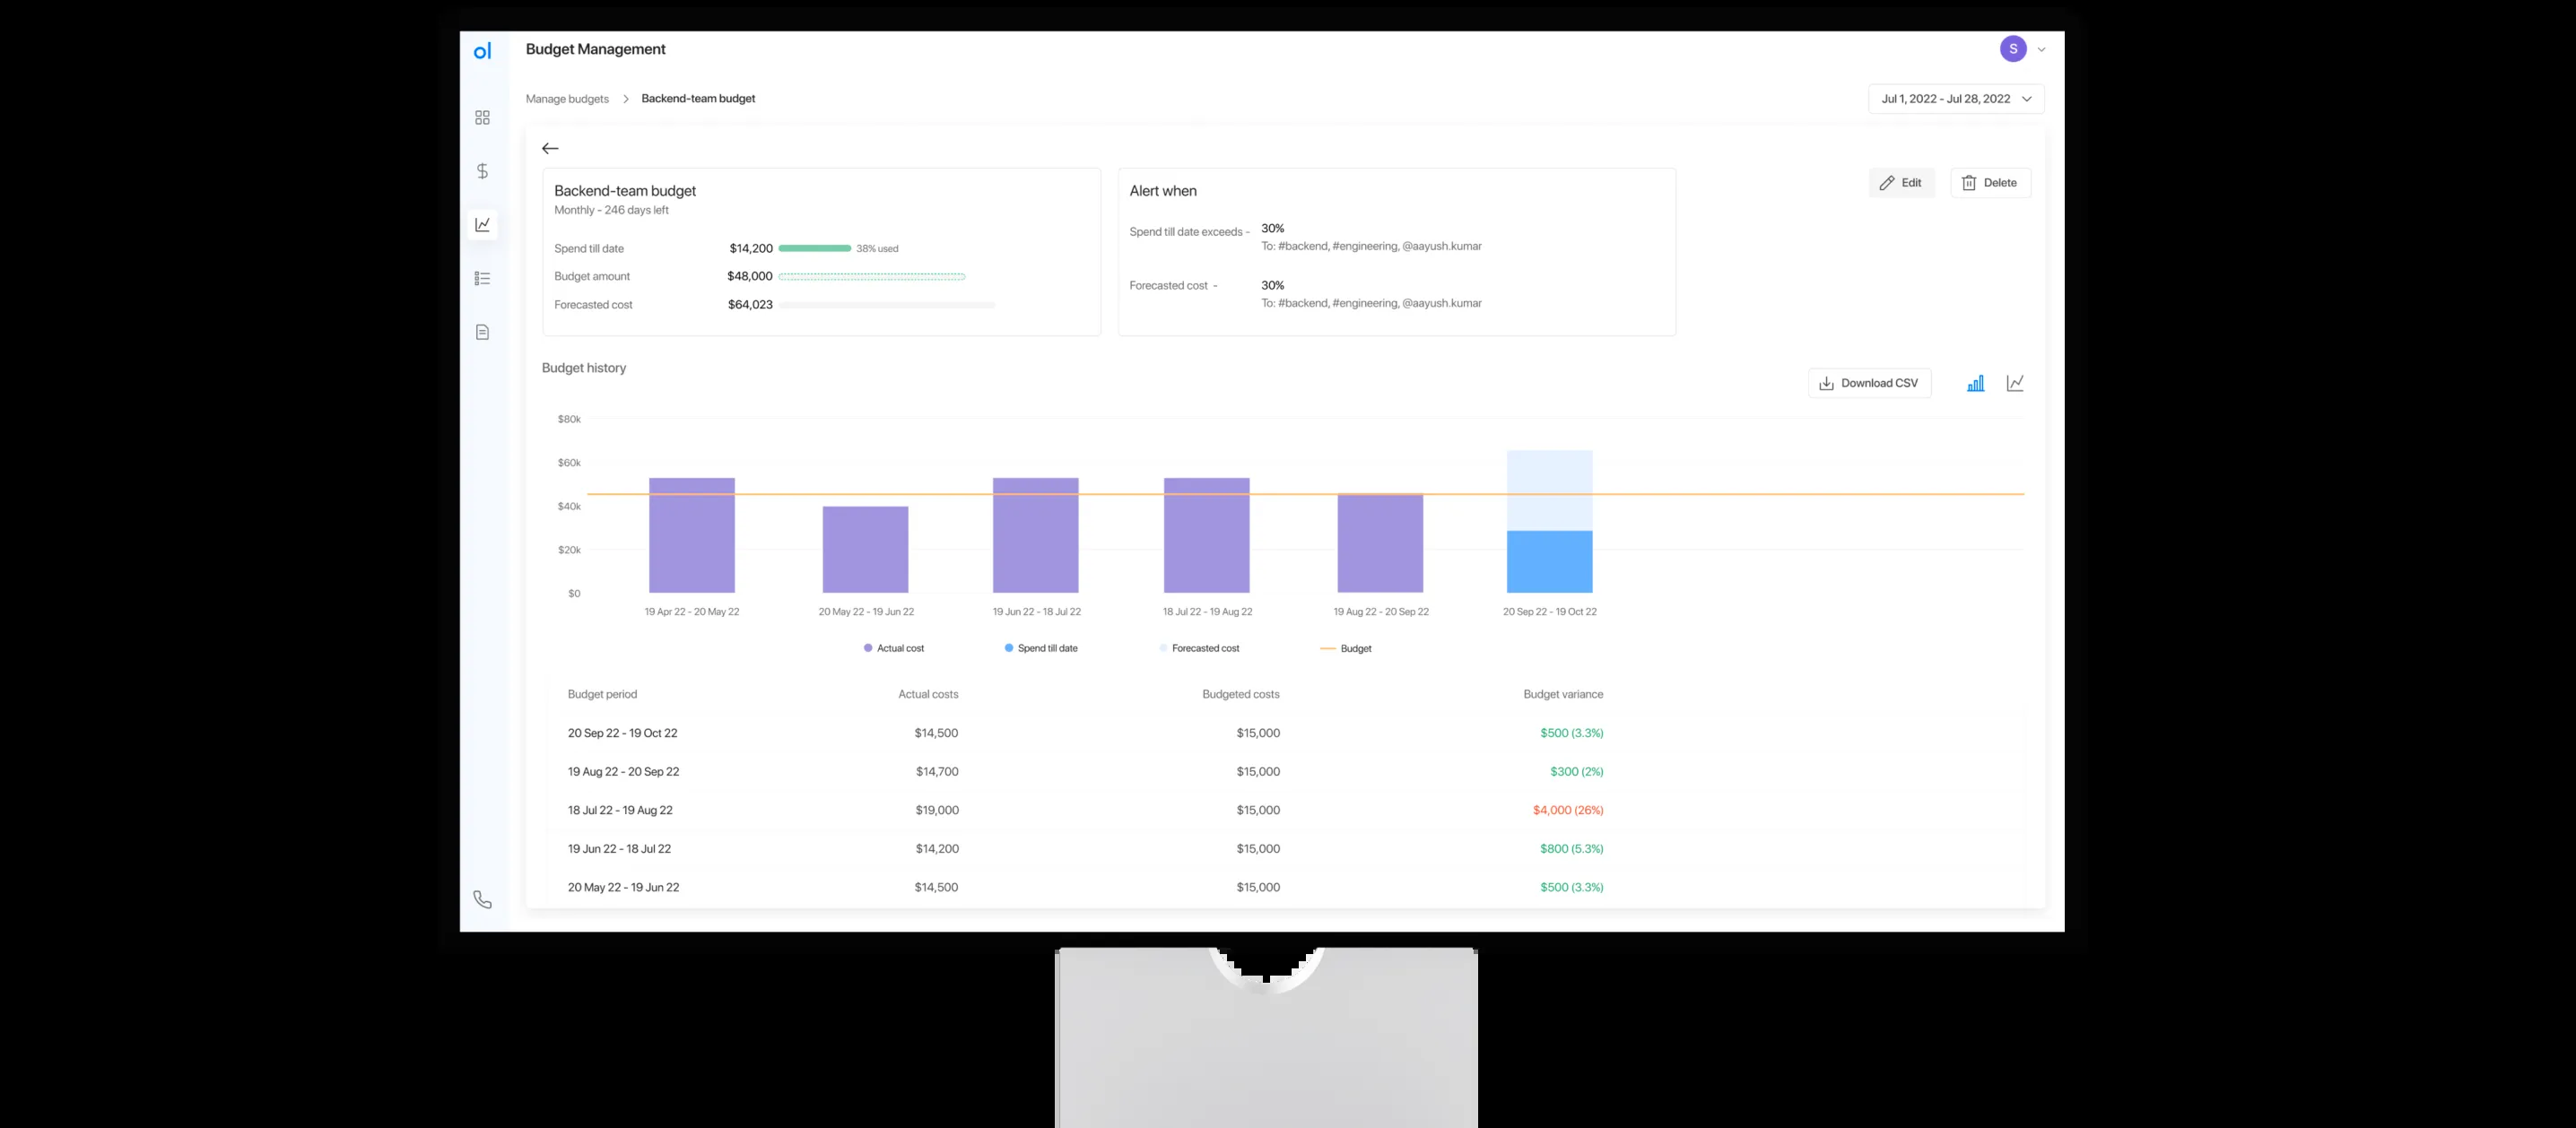 ol
Budget Management
S
Manage budgets > Backend-team budget
Jul 1, 2022 - Jul 28, 2022
Backend-team budget
Monthly - 246 days left
Spend till date $14,200 38% used
Budget amount $48,000
Forecasted cost $64,023
Alert when
Spend till date exceeds - 30%
To: #backend, #engineering, @aayush.kumar
Forecasted cost - 30%
To: #backend, #engineering, @aayush.kumar
Edit
Delete
Budget history
Download CSV
$80k
$60k
$40k
$20k
$0
19 Apr 22 - 20 May 22 20 May 22 - 19 Jun 22 19 Jun 22 - 18 Jul 22 18 Jul 22 - 19 Aug 22 19 Aug 22 - 20 Sep 22 20 Sep 22 - 19 Oct 22
Actual cost Spend till date Forecasted cost Budget
Budget period Actual costs Budgeted costs Budget variance
20 Sep 22 - 19 Oct 22 $14,500 $15,000 $500 (3.3%)
19 Aug 22 - 20 Sep 22 $14,700 $15,000 $300 (2%)
18 Jul 22 - 19 Aug 22 $19,000 $15,000 $4,000 (26%)
19 Jun 22 - 18 Jul 22 $14,200 $15,000 $800 (5.3%)
20 May 22 - 19 Jun 22 $14,500 $15,000 $500 (3.3%)